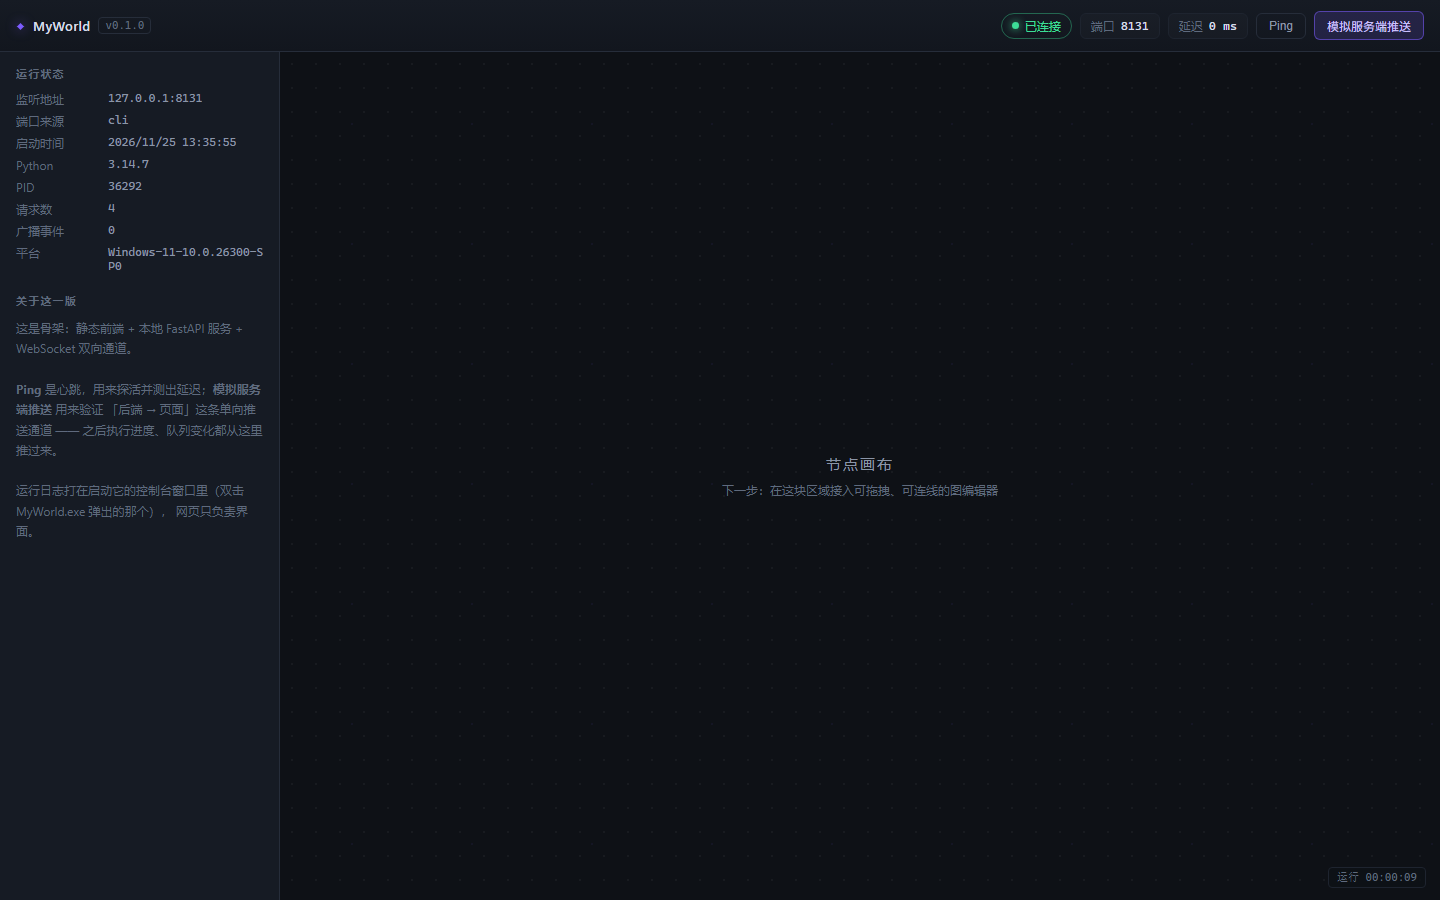 MyWorld v0.1.0
已连接 端口 8131 延迟 0 ms Ping 模拟服务端推送
运行状态
监听地址 127.0.0.1:8131
端口来源 cli
启动时间 2026/11/25 13:35:55
Python 3.14.7
PID 36292
请求数 4
广播事件 0
平台 Windows-11-10.0.26300-S
P0
关于这一版
这是骨架：静态前端 + 本地 FastAPI 服务 +
WebSocket 双向通道。
Ping 是心跳，用来探活并测出延迟；模拟服务
端推送 用来验证 「后端 → 页面」这条单向推
送通道 —— 之后执行进度、队列变化都从这里
推过来。
运行日志打在启动它的控制台窗口里（双击
MyWorld.exe 弹出的那个）， 网页只负责界
面。
节点画布
下一步：在这块区域接入可拖拽、可连线的图编辑器
运行 00:00:09